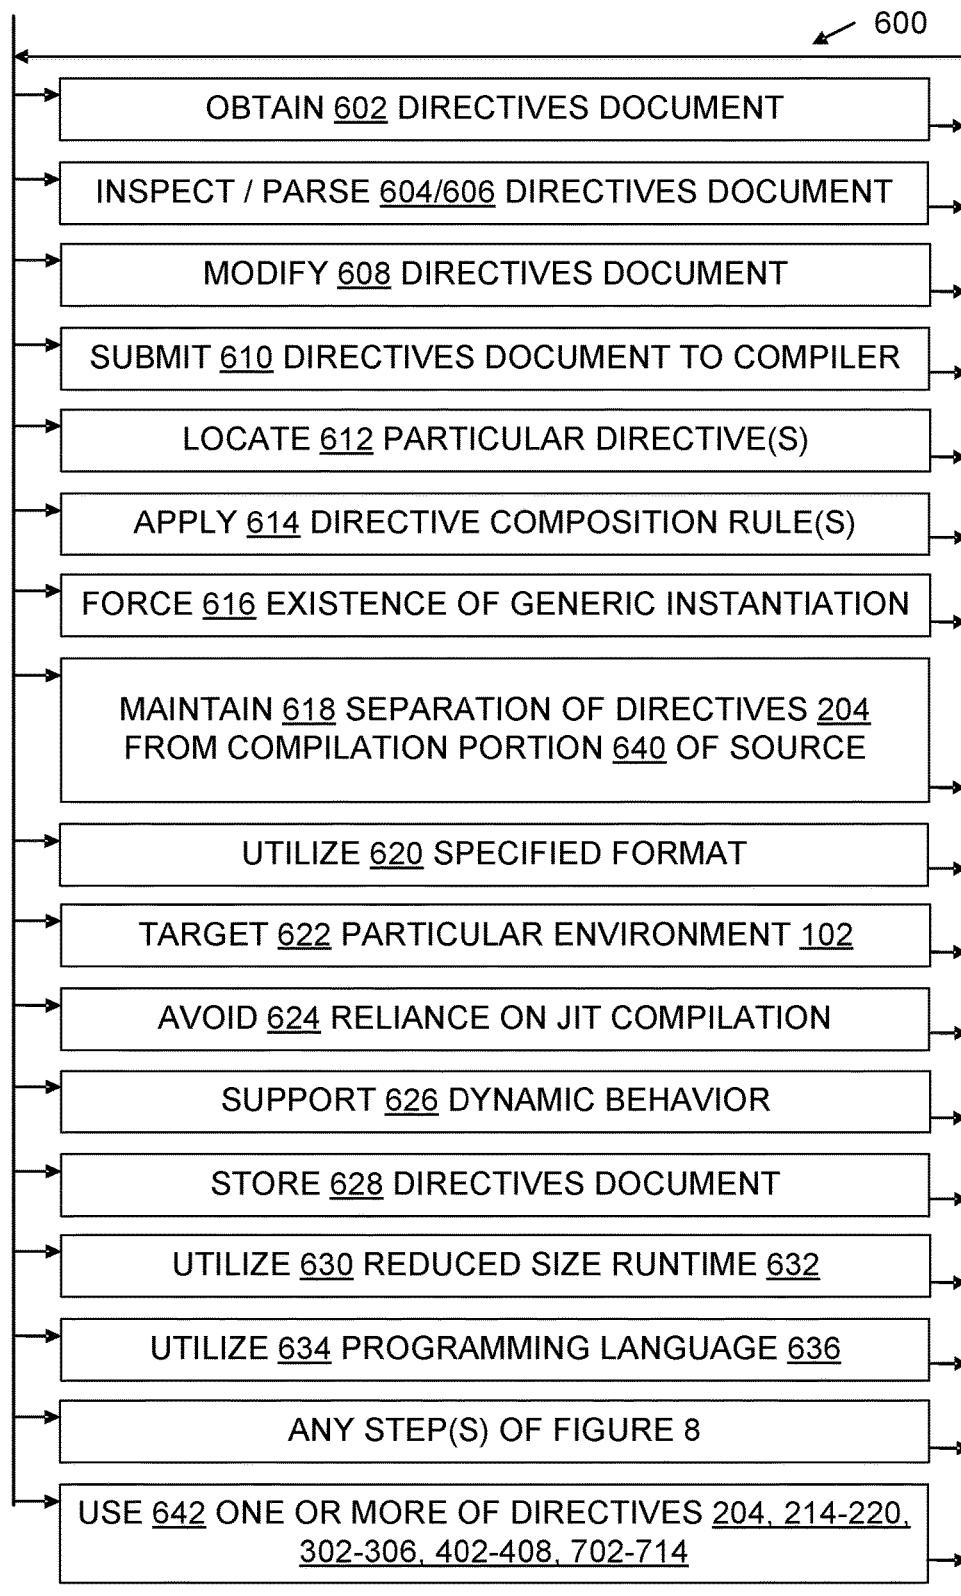 600
OBTAIN 602 DIRECTIVES DOCUMENT
INSPECT / PARSE 604/606 DIRECTIVES DOCUMENT
MODIFY 608 DIRECTIVES DOCUMENT
SUBMIT 610 DIRECTIVES DOCUMENT TO COMPILER
LOCATE 612 PARTICULAR DIRECTIVE(S)
APPLY 614 DIRECTIVE COMPOSITION RULE(S)
FORCE 616 EXISTENCE OF GENERIC INSTANTIATION
MAINTAIN 618 SEPARATION OF DIRECTIVES 204
FROM COMPILATION PORTION 640 OF SOURCE
UTILIZE 620 SPECIFIED FORMAT
TARGET 622 PARTICULAR ENVIRONMENT 102
AVOID 624 RELIANCE ON JIT COMPILATION
SUPPORT 626 DYNAMIC BEHAVIOR
STORE 628 DIRECTIVES DOCUMENT
UTILIZE 630 REDUCED SIZE RUNTIME 632
UTILIZE 634 PROGRAMMING LANGUAGE 636
ANY STEP(S) OF FIGURE 8
USE 642 ONE OR MORE OF DIRECTIVES 204, 214-220,
302-306, 402-408, 702-714